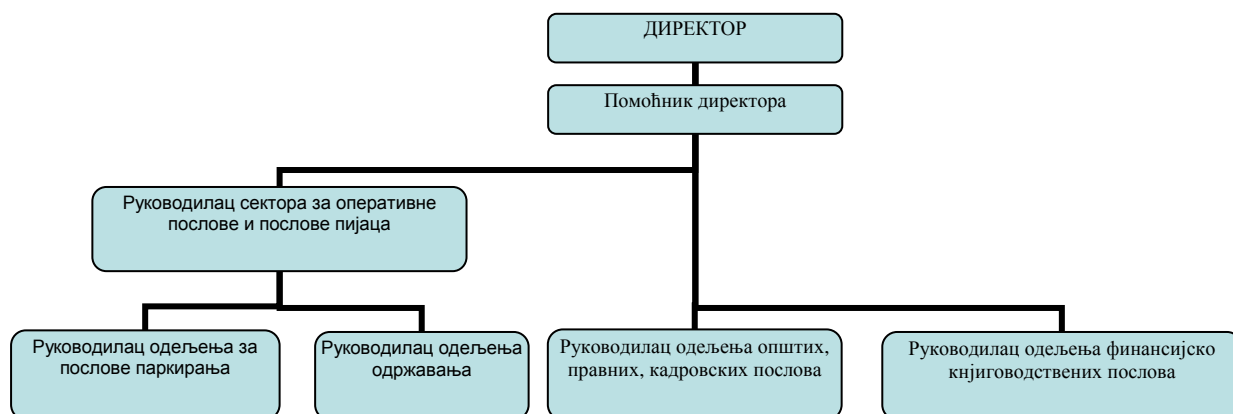 ДИРЕКТОР
Помоћник директора
Руководилац сектора за оперативне
послове и послове пијаца
Руководилац одељења за
послове паркирања
Руководилац одељења
одржавања
Руководилац одељења општих,
правних, кадровских послова
Руководилац одељења финансијско
кнјиговодствених послова